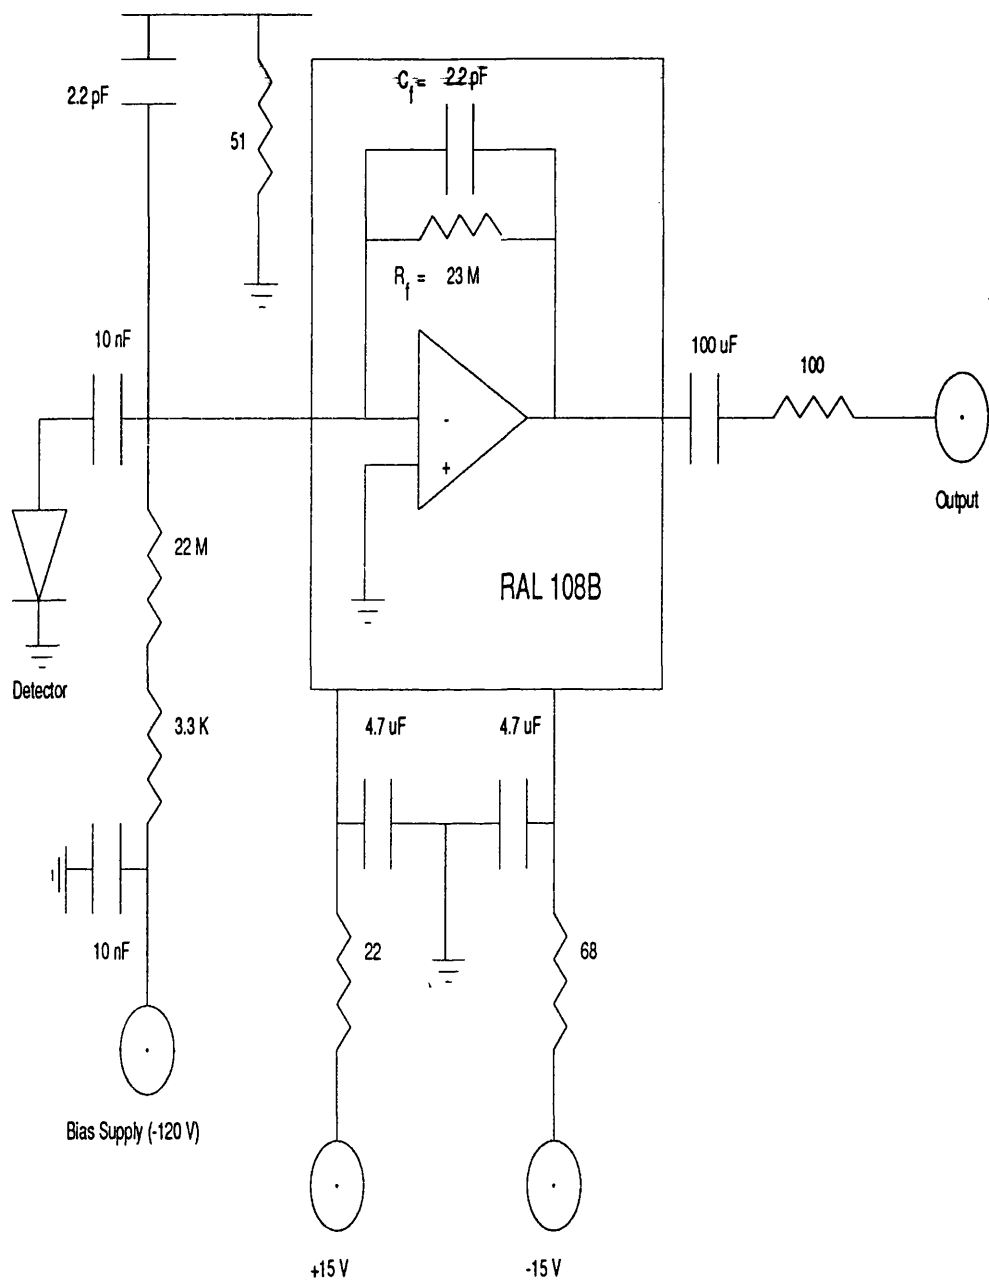 2.2 pF
51
C_f = 2.2 pF
R_f = 23 M
10 nF
100 uF
100
-
+
Output
22 M
RAL 108B
Detector
3.3 K
4.7 uF
4.7 uF
10 nF
22
68
Bias Supply (-120 V)
+15 V
-15 V